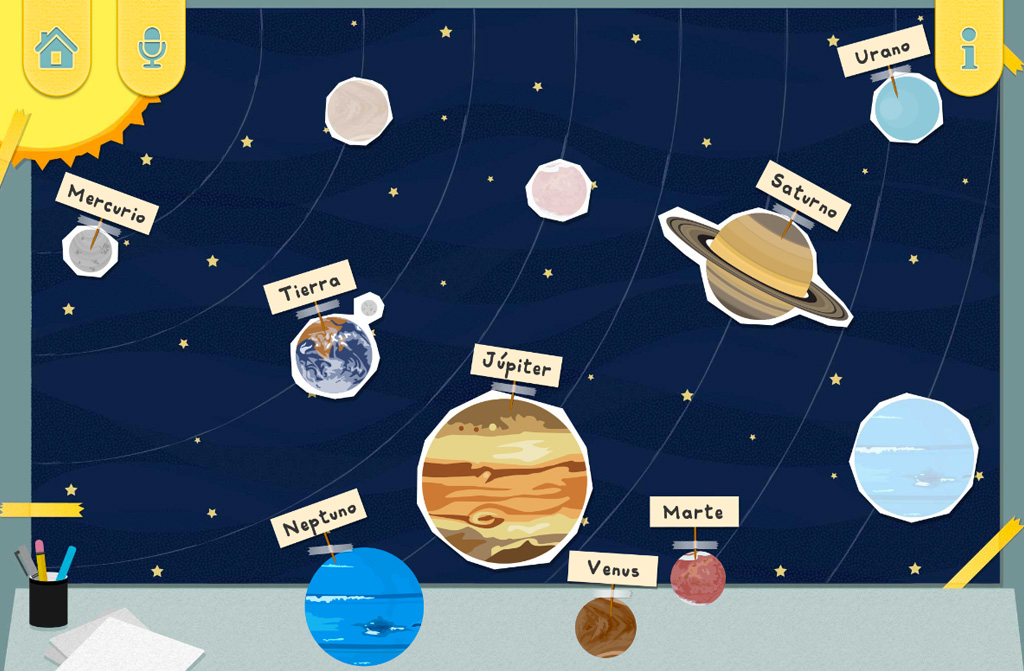 Urano
Mercurio
Saturno
Tierra
Júpiter
Neptuno
Marte
Venus